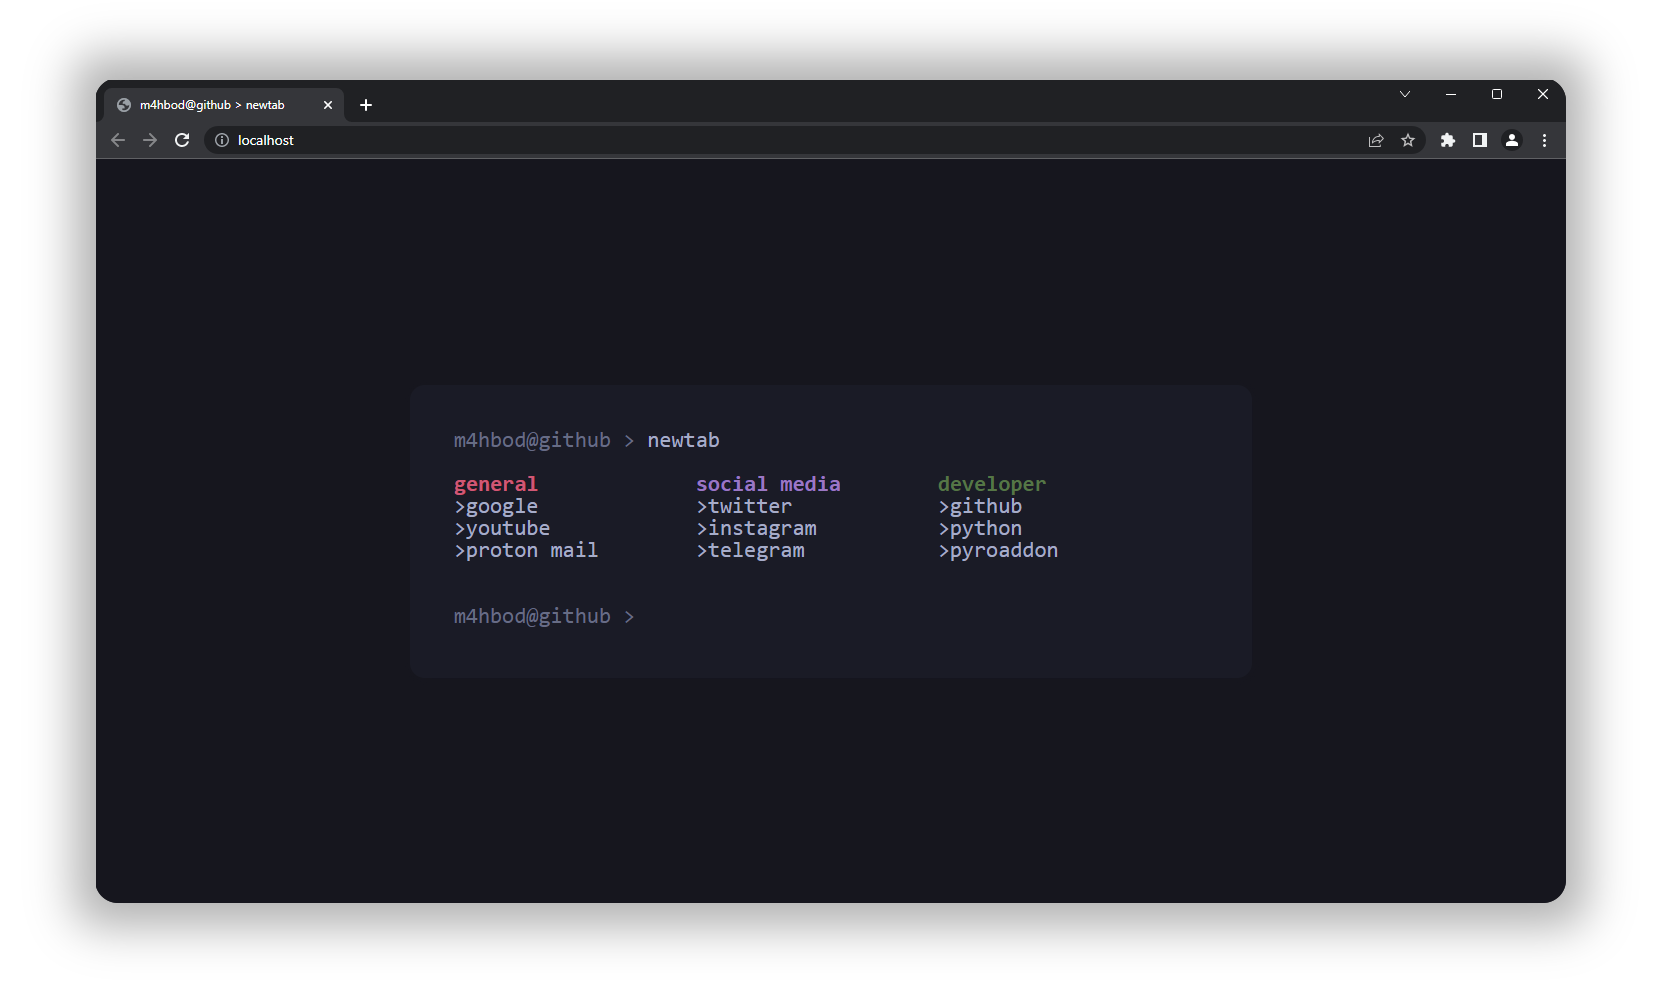 m4hbod@github > newtab
localhost
m4hbod@github > newtab
general social media developer
>google >twitter >github
>youtube >instagram >python
>proton mail >telegram >pyroaddon
m4hbod@github >